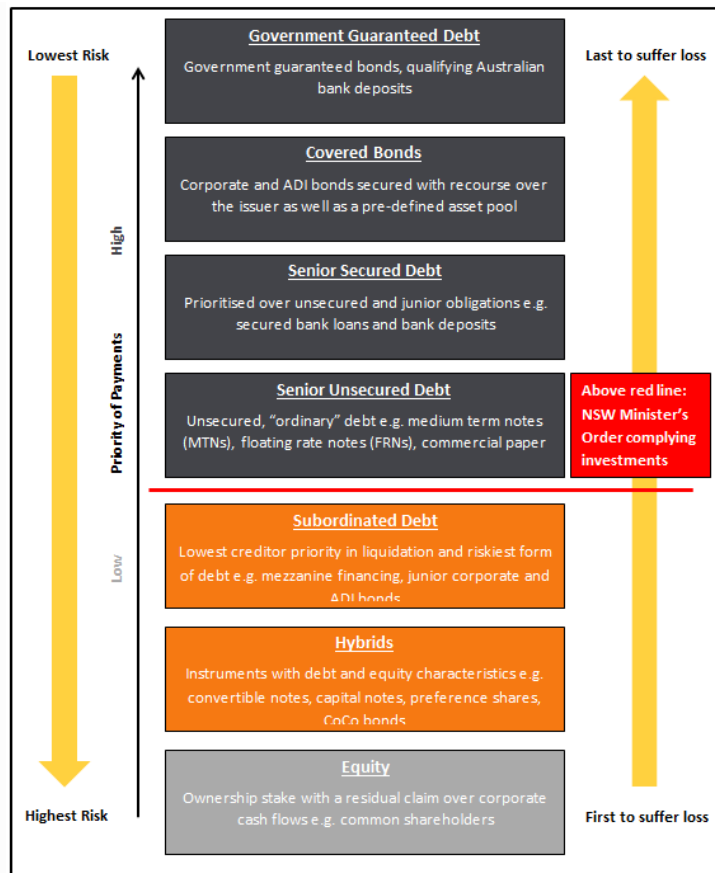 Government Guaranteed Debt
Lowest Risk
Last to suffer loss
Government guaranteed bonds, qualifying Australian
bank deposits
Covered Bonds
Corporate and ADI bonds secured with recourse over
the issuer as well as a pre-defined asset pool
High
Senior Secured Debt
Prioritised over unsecured and junior obligations e.g.
secured bank loans and bank deposits
Priority of Payments
Senior Unsecured Debt
Unsecured, “ordinary” debt e.g. medium term notes
(MTNs), floating rate notes (FRNs), commercial paper
Above red line:
NSW Minister’s
Order complying
investments
Low
Subordinated Debt
Lowest creditor priority in liquidation and riskiest form
of debt e.g. mezzanine financing, junior corporate and
ADI bonds
Hybrids
Instruments with debt and equity characteristics e.g.
convertible notes, capital notes, preference shares,
CoCo bonds
Equity
Ownership stake with a residual claim over corporate
cash flows e.g. common shareholders
Highest Risk
First to suffer loss